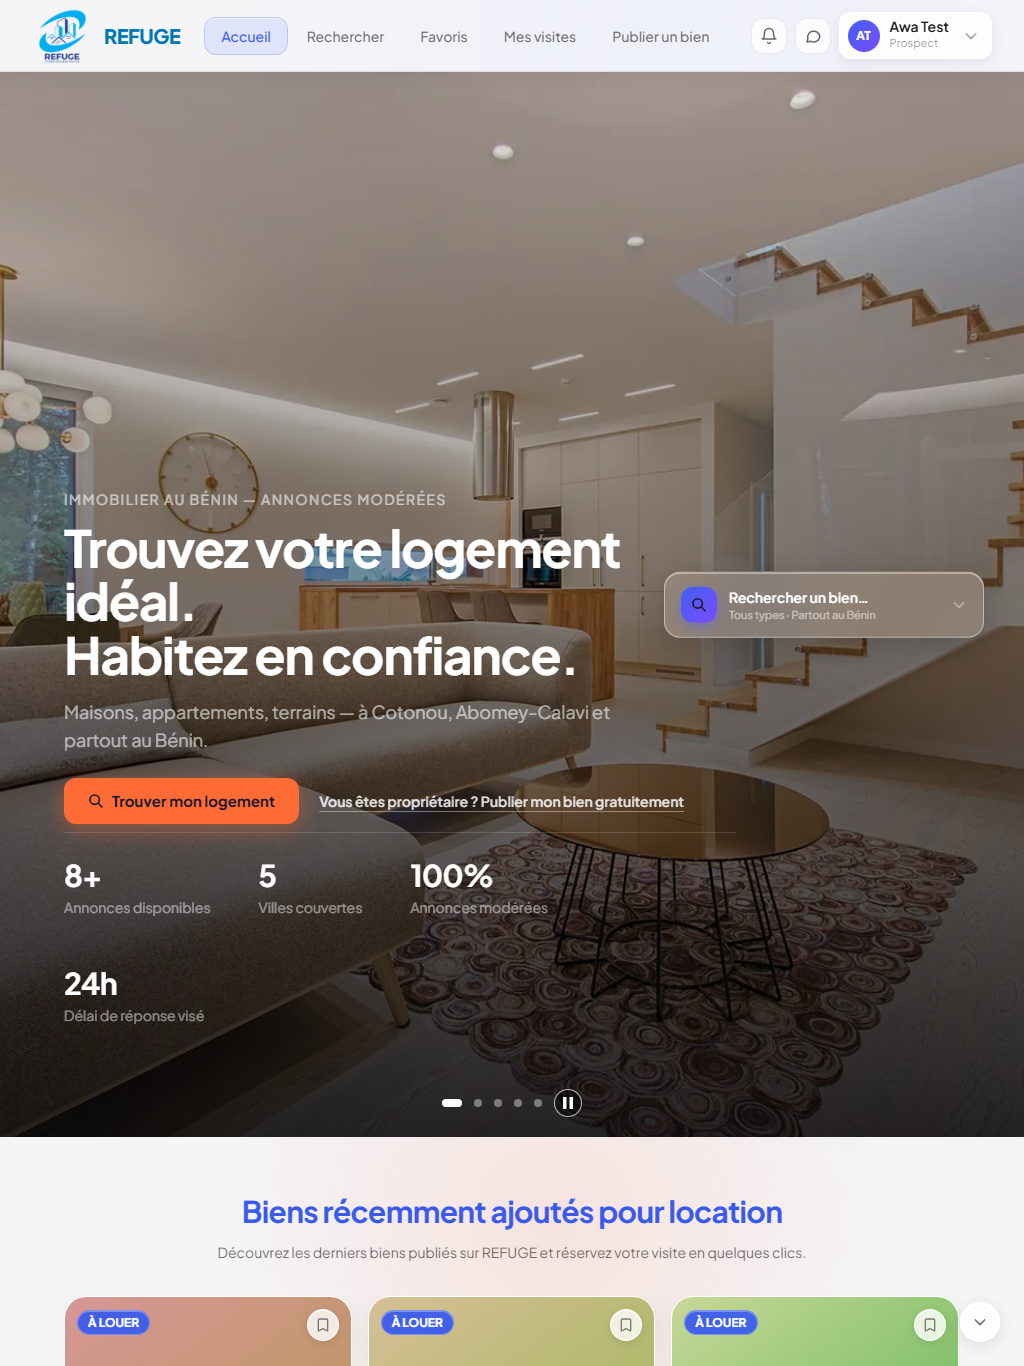 REFUGE
REFUGE
Accueil
Rechercher
Favoris
Mes visites
Publier un bien
AT
Awa Test
Prospect
IMMOBILIER AU BÉNIN — ANNONCES MODÉRÉES
Trouvez votre logement
idéal.
Habitez en confiance.
Rechercher un bien…
Tous types · Partout au Bénin
Maisons, appartements, terrains — à Cotonou, Abomey-Calavi et
partout au Bénin.
Trouver mon logement
Vous êtes propriétaire ? Publier mon bien gratuitement
8+
Annonces disponibles
5
Villes couvertes
100%
Annonces modérées
24h
Délai de réponse visé
Biens récemment ajoutés pour location
Découvrez les derniers biens publiés sur REFUGE et réservez votre visite en quelques clics.
À LOUER
À LOUER
À LOUER